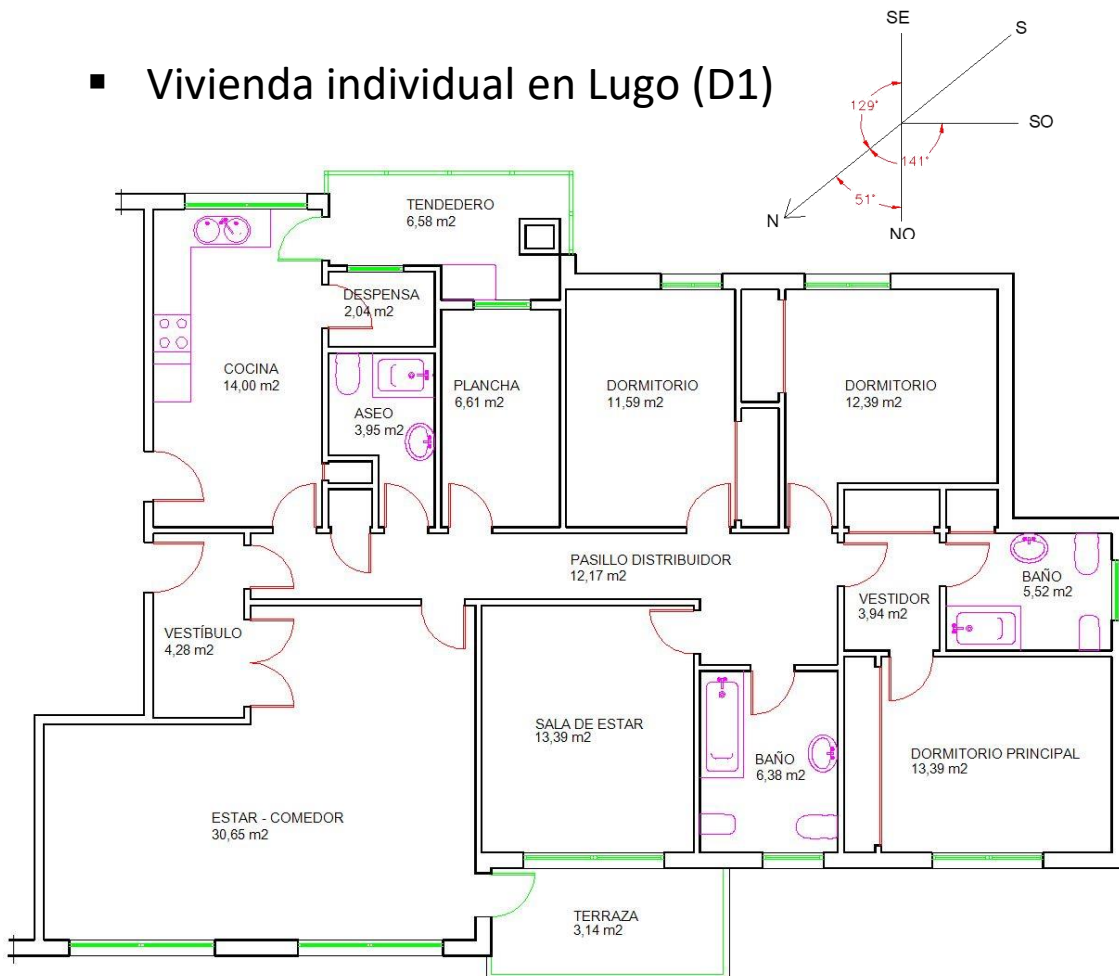 ▪ Vivienda individual en Lugo (D1)
SE
S
129°
SO
141°
51°
N
NO
TENDEDERO
6,58 m2
DESPENSA
2,04 m2
COCINA
14,00 m2
PLANCHA
6,61 m2
DORMITORIO
11,59 m2
DORMITORIO
12,39 m2
ASEO
3,95 m2
PASILLO DISTRIBUIDOR
12,17 m2
BAÑO
5,52 m2
VESTIDOR
3,94 m2
VESTÍBULO
4,28 m2
SALA DE ESTAR
13,39 m2
BAÑO
6,38 m2
DORMITORIO PRINCIPAL
13,39 m2
ESTAR - COMEDOR
30,65 m2
TERRAZA
3,14 m2